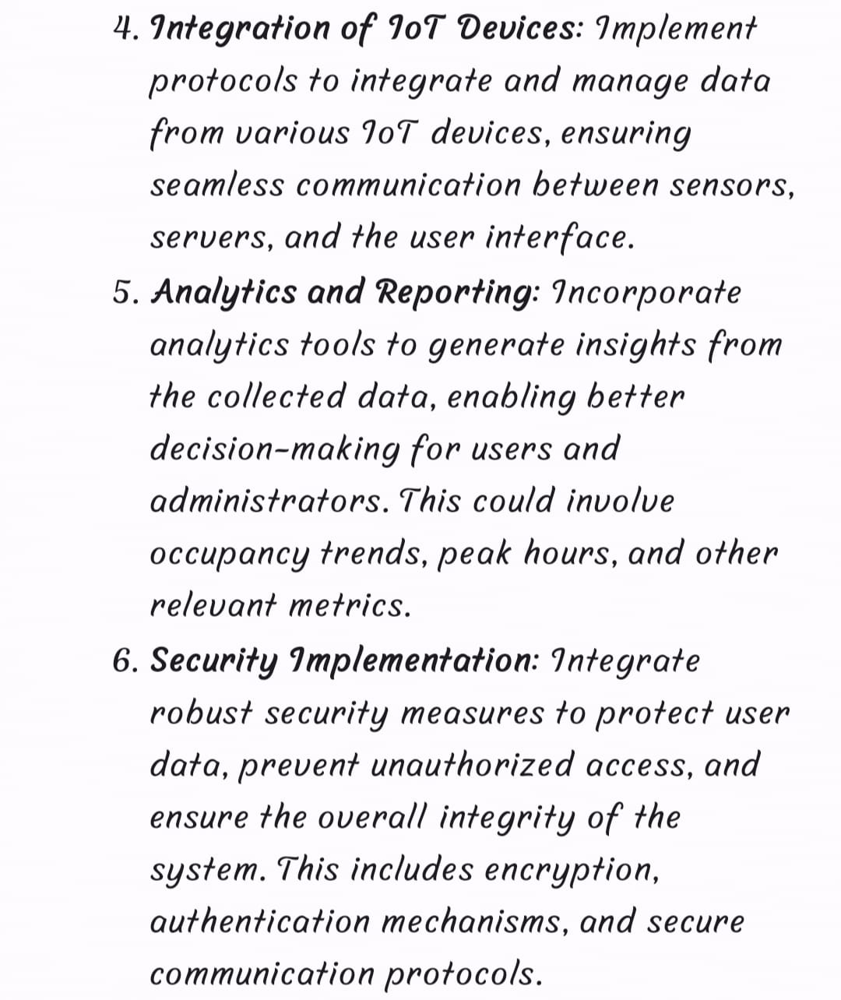 4. Integration of IoT Devices: Implement
protocols to integrate and manage data
from various IoT devices, ensuring
seamless communication between sensors,
servers, and the user interface.
5. Analytics and Reporting: Incorporate
analytics tools to generate insights from
the collected data, enabling better
decision-making for users and
administrators. This could involve
occupancy trends, peak hours, and other
relevant metrics.
6. Security Implementation: Integrate
robust security measures to protect user
data, prevent unauthorized access, and
ensure the overall integrity of the
system. This includes encryption,
authentication mechanisms, and secure
communication protocols.